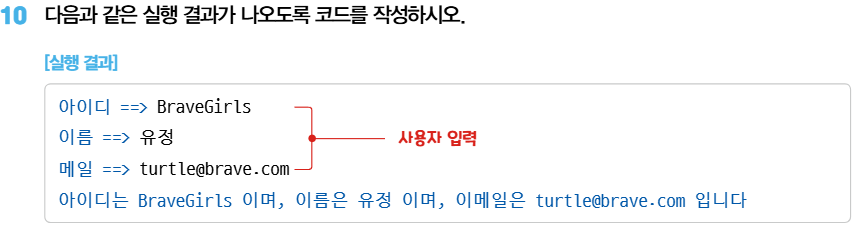 10 다음과 같은 실행 결과가 나오도록 코드를 작성하시오.
[실행 결과]
아이디 ==> BraveGirls
이름 ==> 유정
사용자 입력
메일 ==> turtle@brave.com
아이디는 BraveGirls 이며, 이름은 유정 이며, 이메일은 turtle@brave.com 입니다